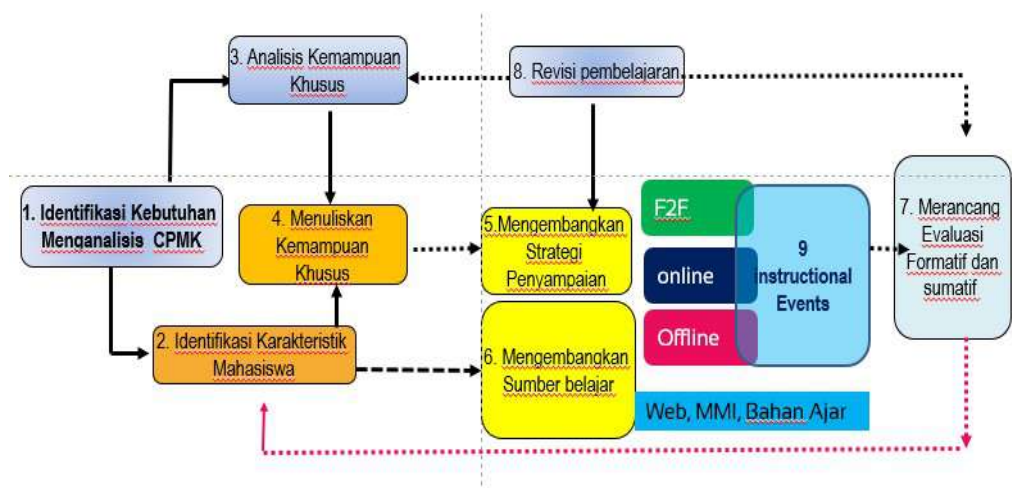 3. Analisis Kemampuan
Khusus
8. Revisi pembelajaran
1. Identifikasi Kebutuhan
Menganalisis CPMK
4. Menuliskan
Kemampuan
Khusus
2. Identifikasi Karakteristik
Mahasiswa
5.Mengembangkan
Strategi
Penyampaian
6. Mengembangkan
Sumber belajar
F2F
online
Offline
9
instructional
Events
Web, MMI, Bahan Ajar
7. Merancang
Evaluasi
Formatif dan
sumatif